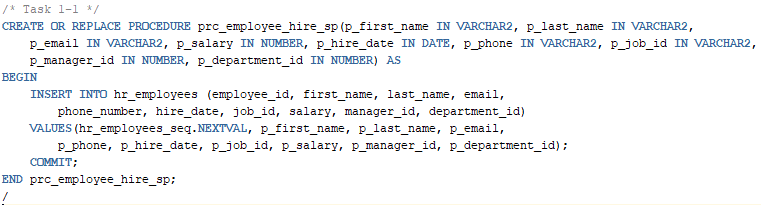 /* Task 1-1 */
CREATE OR REPLACE PROCEDURE prc_employee_hire_sp(p_first_name IN VARCHAR2, p_last_name IN VARCHAR2,
p_email IN VARCHAR2, p_salary IN NUMBER, p_hire_date IN DATE, p_phone IN VARCHAR2, p_job_id IN VARCHAR2,
p_manager_id IN NUMBER, p_department_id IN NUMBER) AS
BEGIN
INSERT INTO hr_employees (employee_id, first_name, last_name, email,
phone_number, hire_date, job_id, salary, manager_id, department_id)
VALUES(hr_employees_seq.NEXTVAL, p_first_name, p_last_name, p_email,
p_phone, p_hire_date, p_job_id, p_salary, p_manager_id, p_department_id);
COMMIT;
END prc_employee_hire_sp;
/